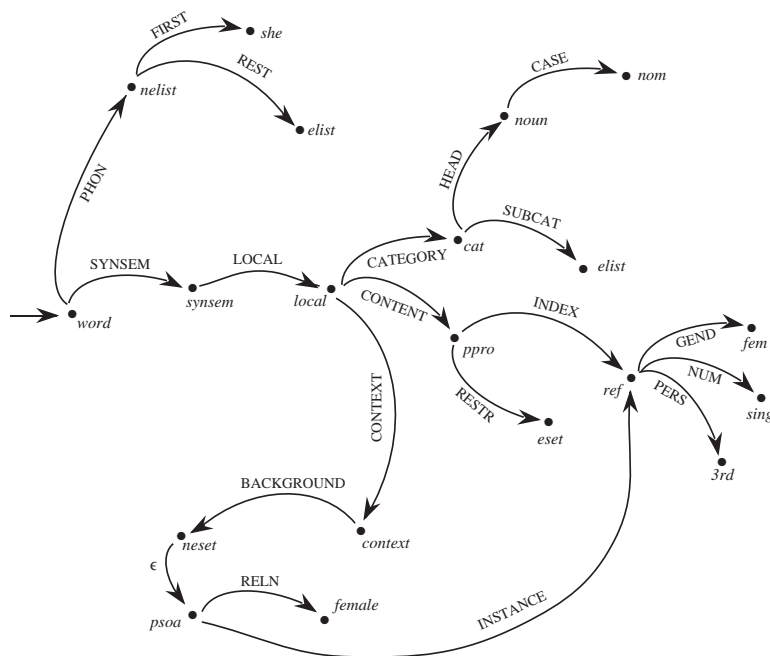 FIRST
she
REST
nelist
elist
PHON
CASE
nom
noun
HEAD
SUBCAT
cat
elist
SYNSEM
LOCAL
CATEGORY
synsem
local
word
CONTENT
INDEX
ppro
GEND
fem
ref
NUM
PERS
sing
RESTR
eset
3rd
CONTEXT
BACKGROUND
neset
context
ϵ
RELN
female
psoa
INSTANCE